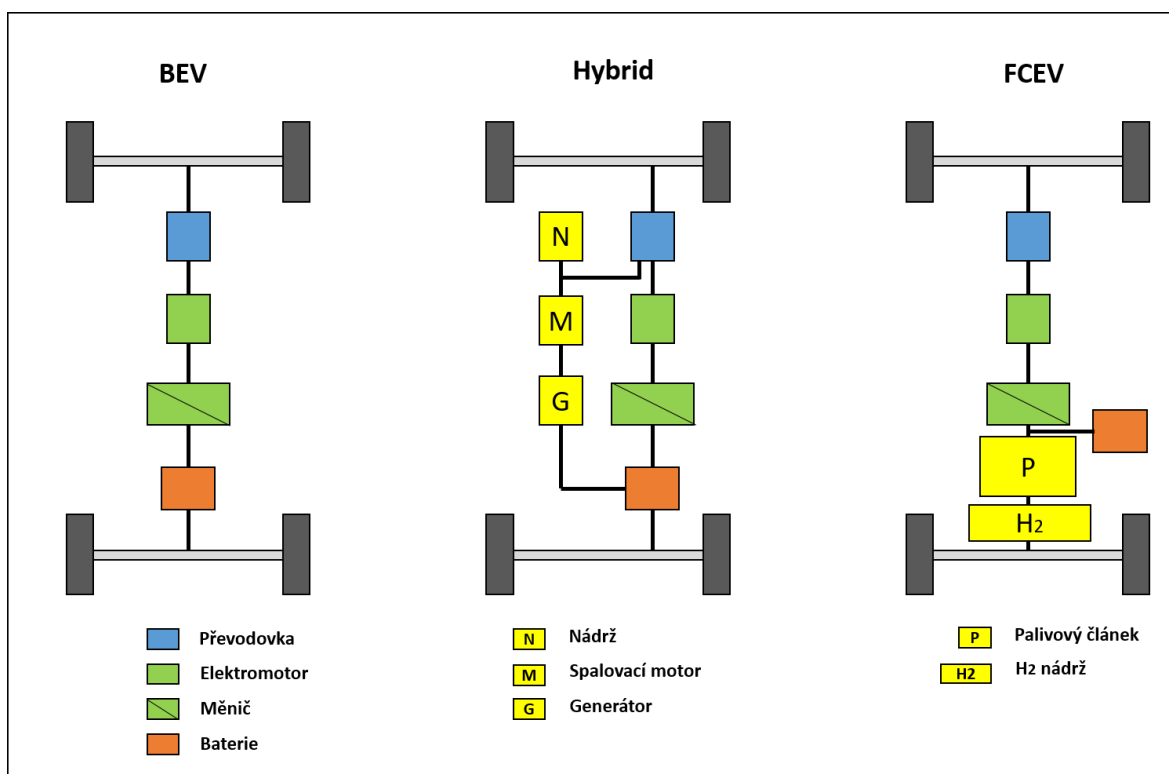 BEV
Hybrid
FCEV
N
M
G
P
H2
Převodovka
Elektromotor
Měnič
Baterie
N Nádrž
M Spalovací motor
G Generátor
P Palivový článek
H2 H2 nádrž